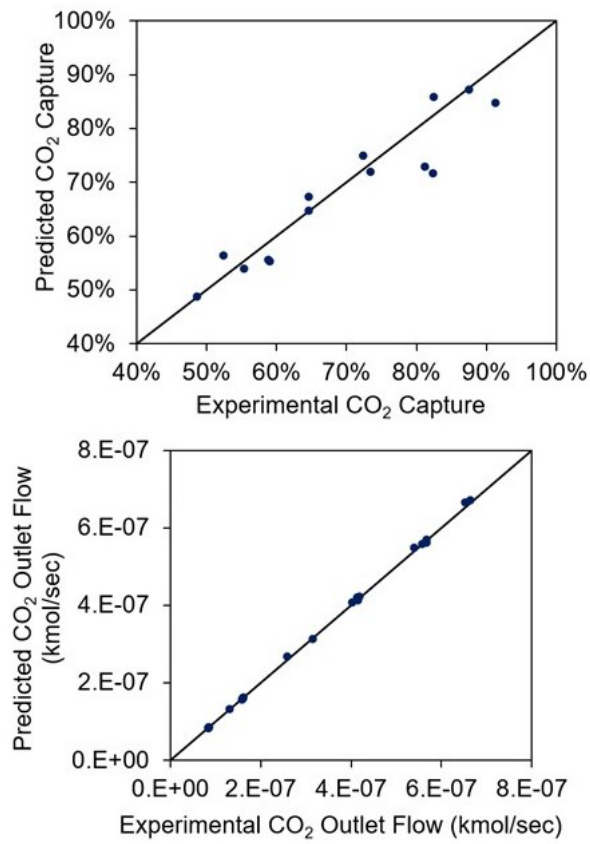 100%
90%
80%
70%
60%
50%
40%
Predicted CO₂ Capture
40% 50% 60% 70% 80% 90% 100%
Experimental CO₂ Capture
8.E-07
6.E-07
4.E-07
2.E-07
0.E+00
Predicted CO₂ Outlet Flow
(kmol/sec)
0.E+00 2.E-07 4.E-07 6.E-07 8.E-07
Experimental CO₂ Outlet Flow (kmol/sec)